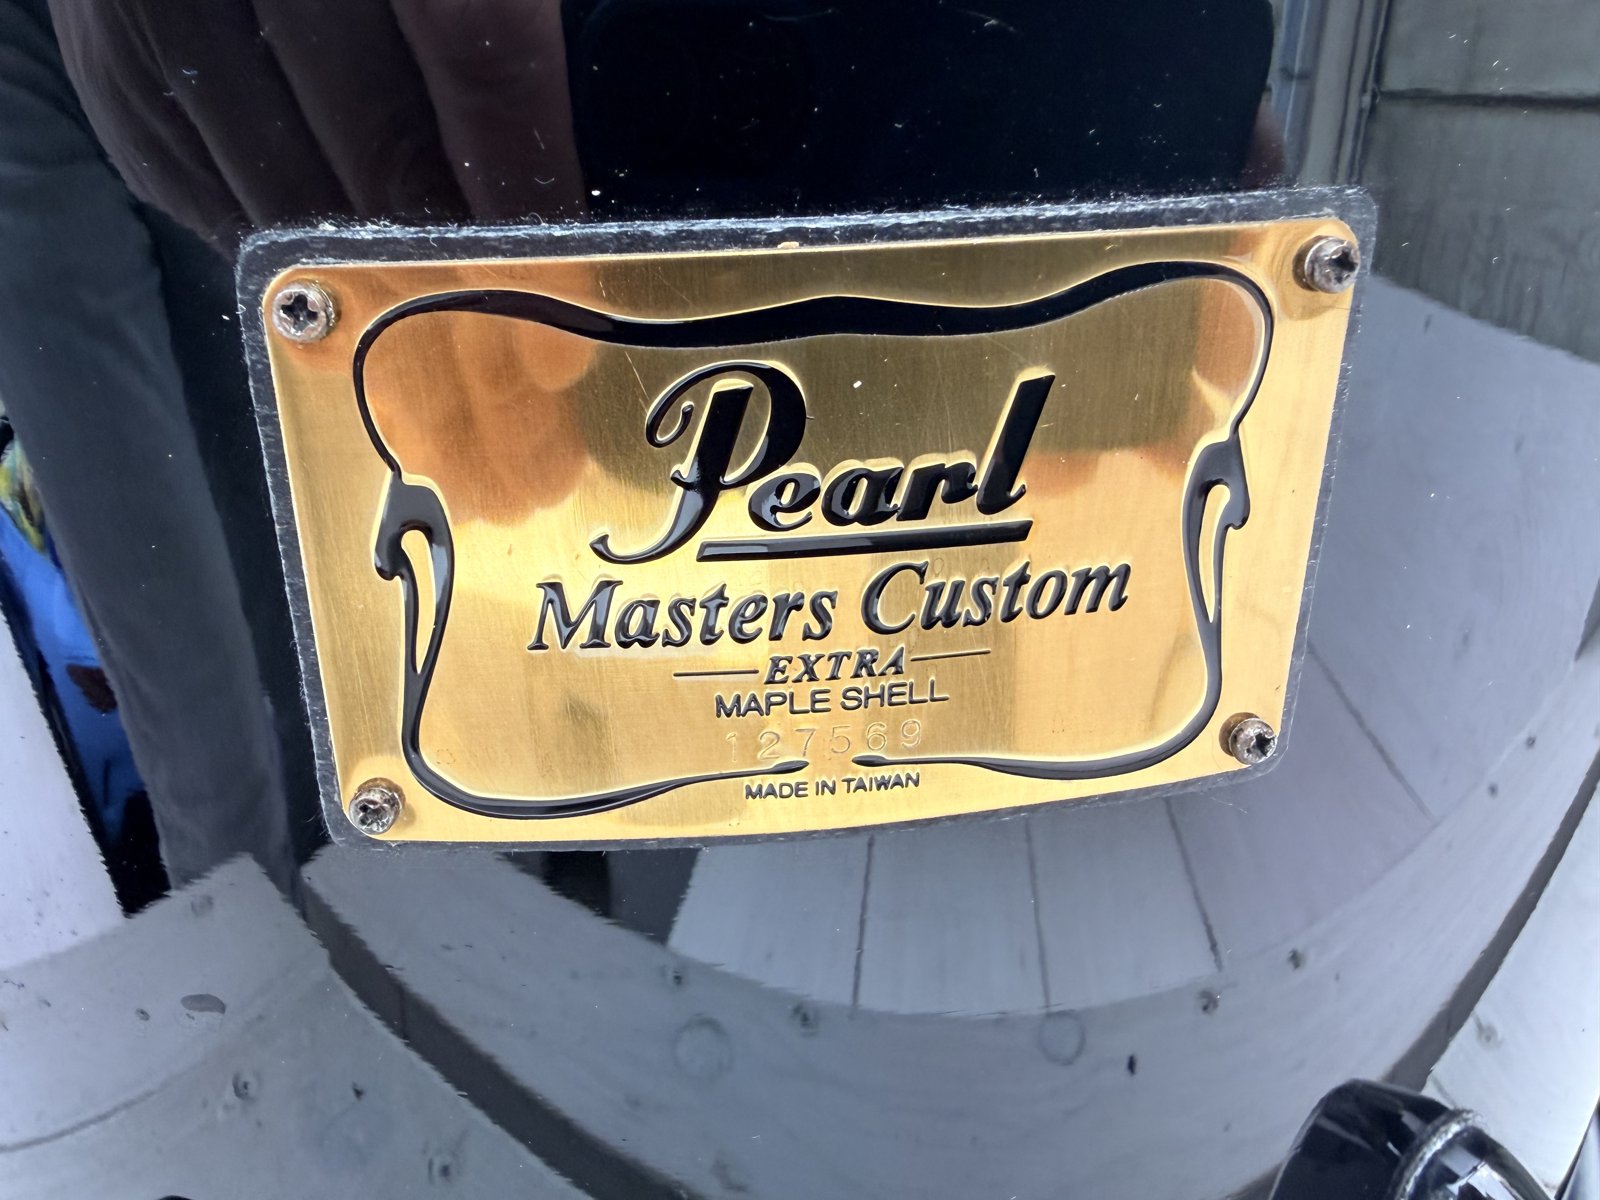 Pearl
Masters Custom
EXTRA
MAPLE SHELL
127569
MADE IN TAIWAN